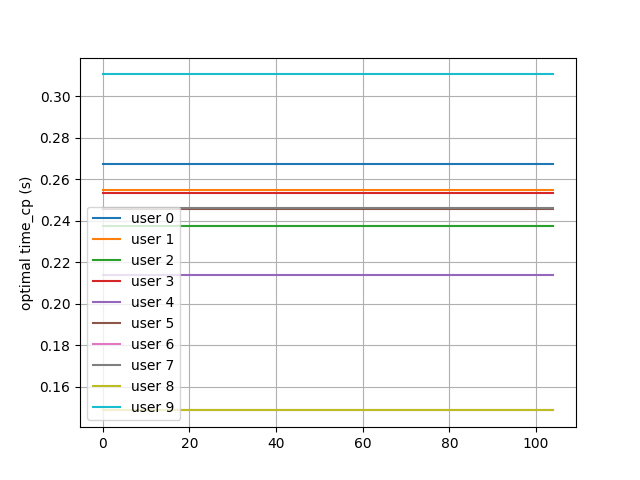 optimal time_cp (s)
0.30
0.28
0.26
0.24
0.22
0.20
0.18
0.16
user 0
user 1
user 2
user 3
user 4
user 5
user 6
user 7
user 8
user 9
0 20 40 60 80 100